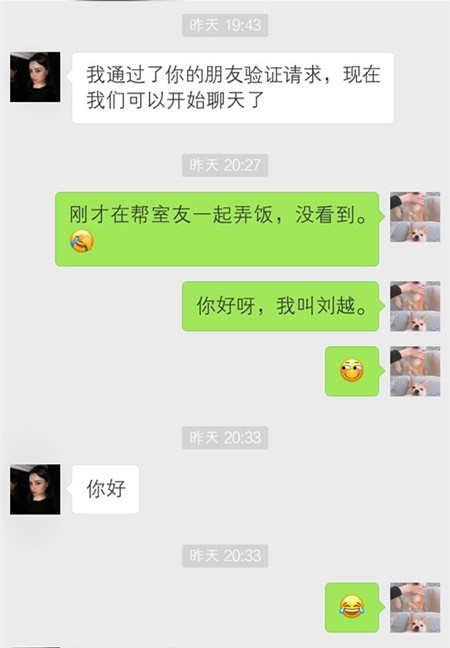 昨天 19:43
我通过了你的朋友验证请求，现在
我们可以开始聊天了
昨天 20:27
刚才在帮室友一起弄饭，没看到。
你好呀，我叫刘越。
昨天 20:33
你好
昨天 20:33